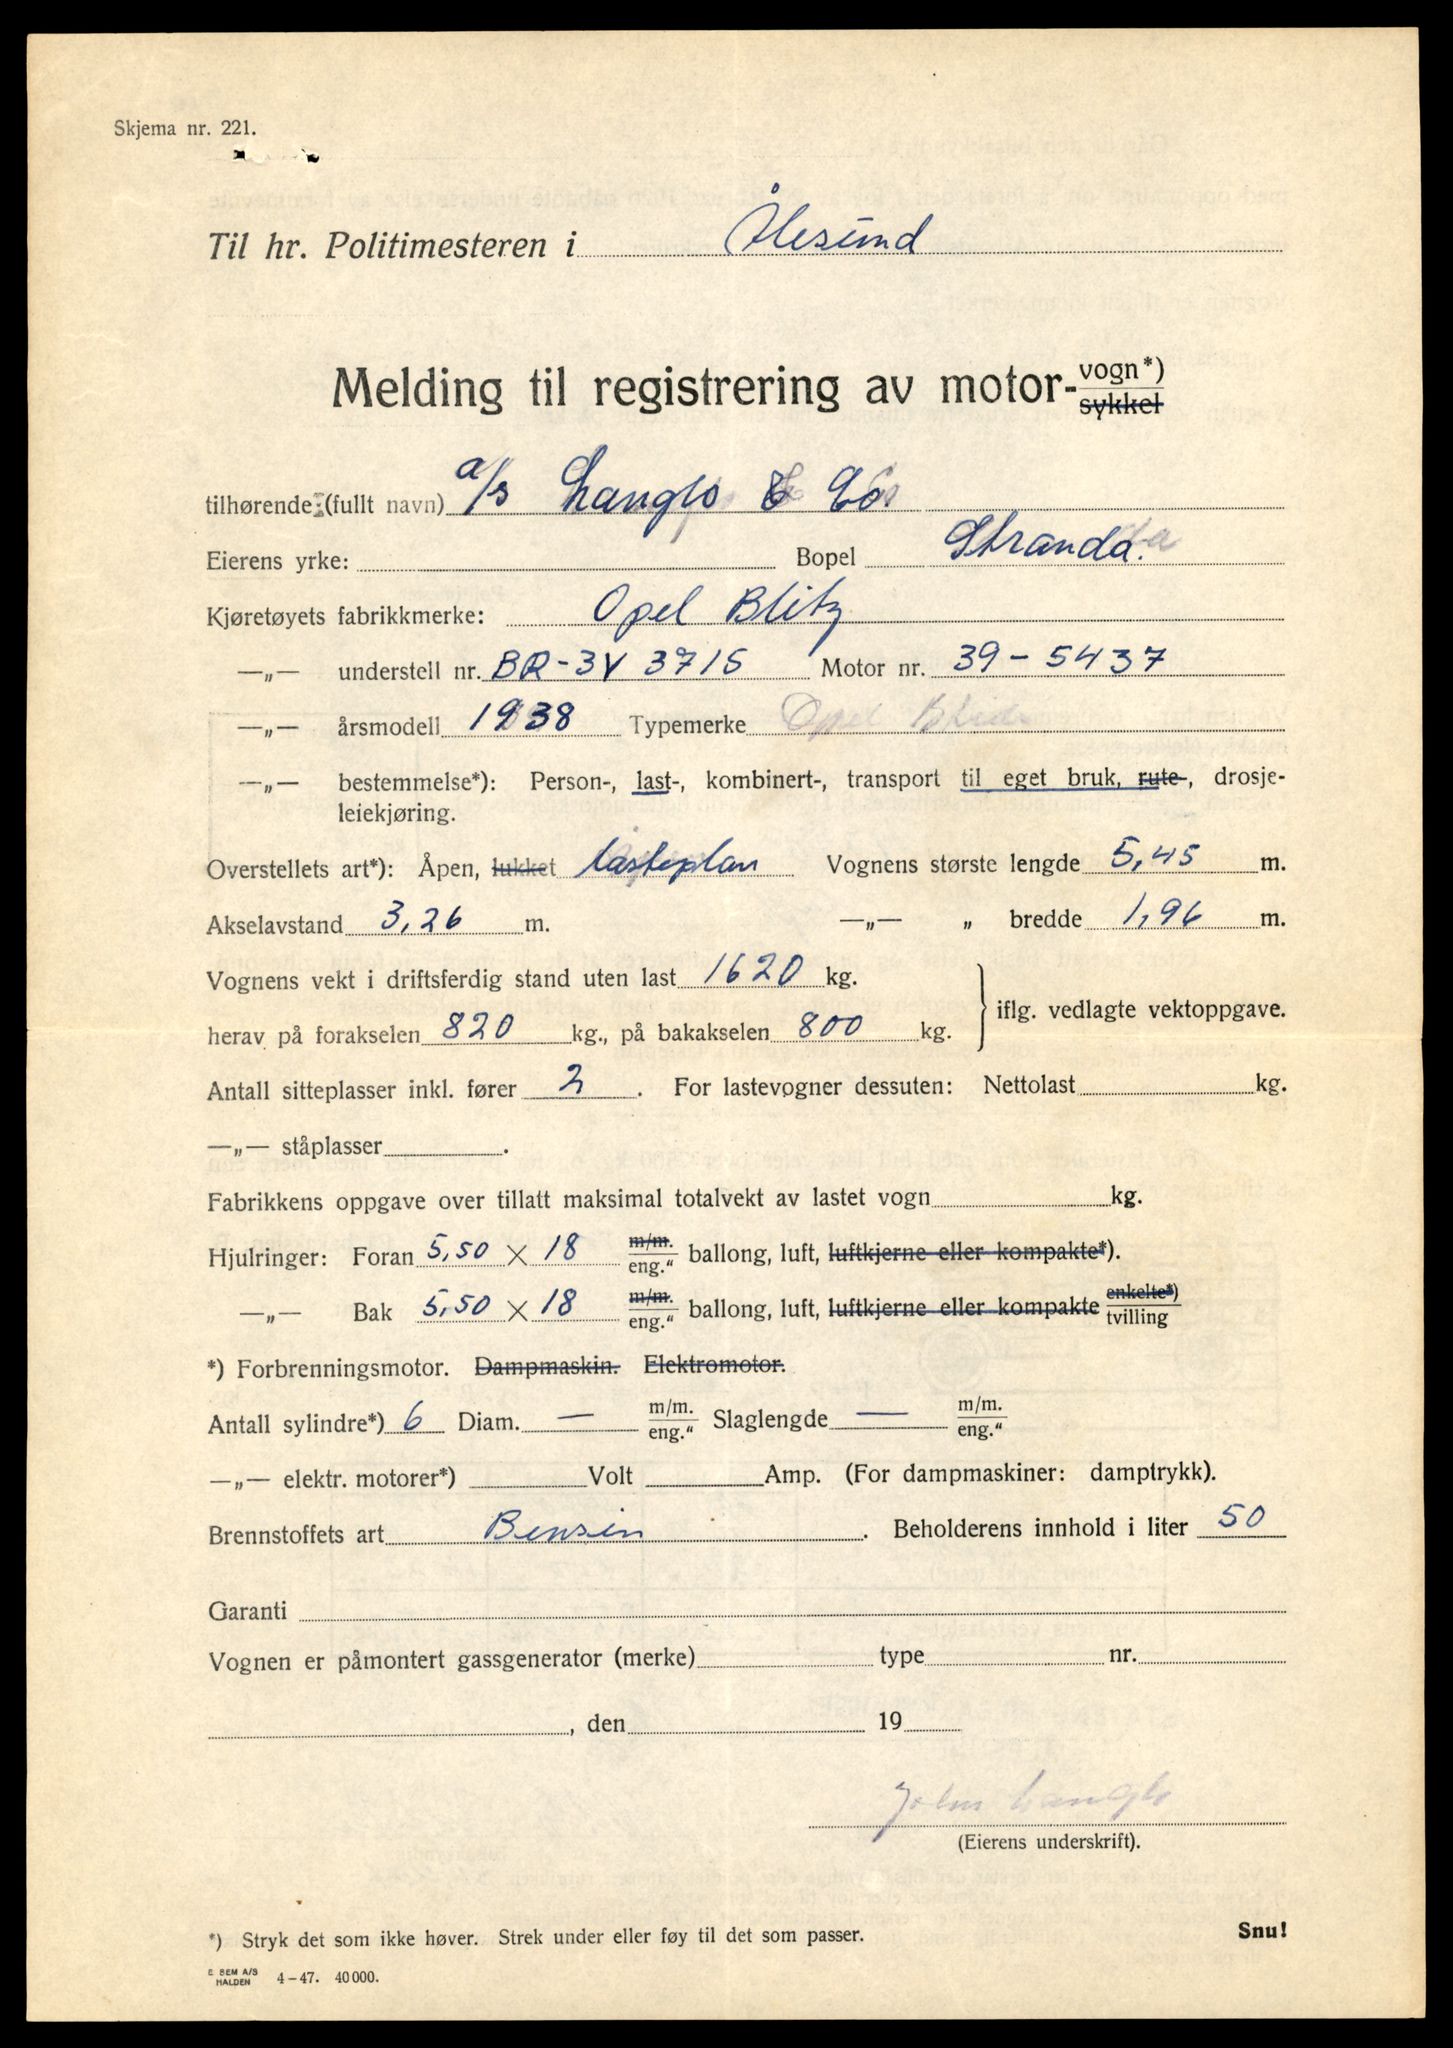 Skjema nr. 221.
Til hr. Politimesteren i Ålesund
Melding til registrering av motor- vogn*) sykkel
tilhørende: (fullt navn) a/s Langlo & Co.
Eierens yrke: Bopel Stranda.
Kjøretøyets fabrikkmerke: Opel Blitz
—„— understell nr. BR-3V 3715 Motor nr. 39-5437
—„— årsmodell 1938 Typemerke Opel
—„— bestemmelse*): Person-, last-, kombinert-, transport til eget bruk, rute-, drosje-
leiekjøring.
Overstellets art*): Åpen, lukket lasteplan Vognens største lengde 5,45 m.
Akselavstand 3,26 m. —„— „ bredde 1,96 m.
Vognens vekt i driftsferdig stand uten last 1620 kg.
herav på forakselen 820 kg., på bakakselen 800 kg. iflg. vedlagte vektoppgave.
Antall sitteplasser inkl. fører 2. For lastevogner dessuten: Nettolast kg.
—„— ståplasser .
Fabrikkens oppgave over tillatt maksimal totalvekt av lastet vogn kg.
Hjulringer: Foran 5,50 × 18 m/m. eng.“ ballong, luft, luftkjerne eller kompakte*).
—„— Bak 5,50 × 18 m/m. eng.“ ballong, luft, luftkjerne eller kompakte enkelte*) tvilling
*) Forbrenningsmotor. Dampmaskin. Elektromotor.
Antall sylindre*) 6 Diam. — m/m. eng.“ Slaglengde — m/m. eng.“
—„— elektr. motorer*) Volt Amp. (For dampmaskiner: damptrykk).
Brennstoffets art Bensin. Beholderens innhold i liter 50
Garanti
Vognen er påmontert gassgenerator (merke) type nr.
, den 19
John Langlo
(Eierens underskrift).
*) Stryk det som ikke høver. Strek under eller føy til det som passer. Snu!
E SEM A/S
HALDEN 4-47. 40 000.